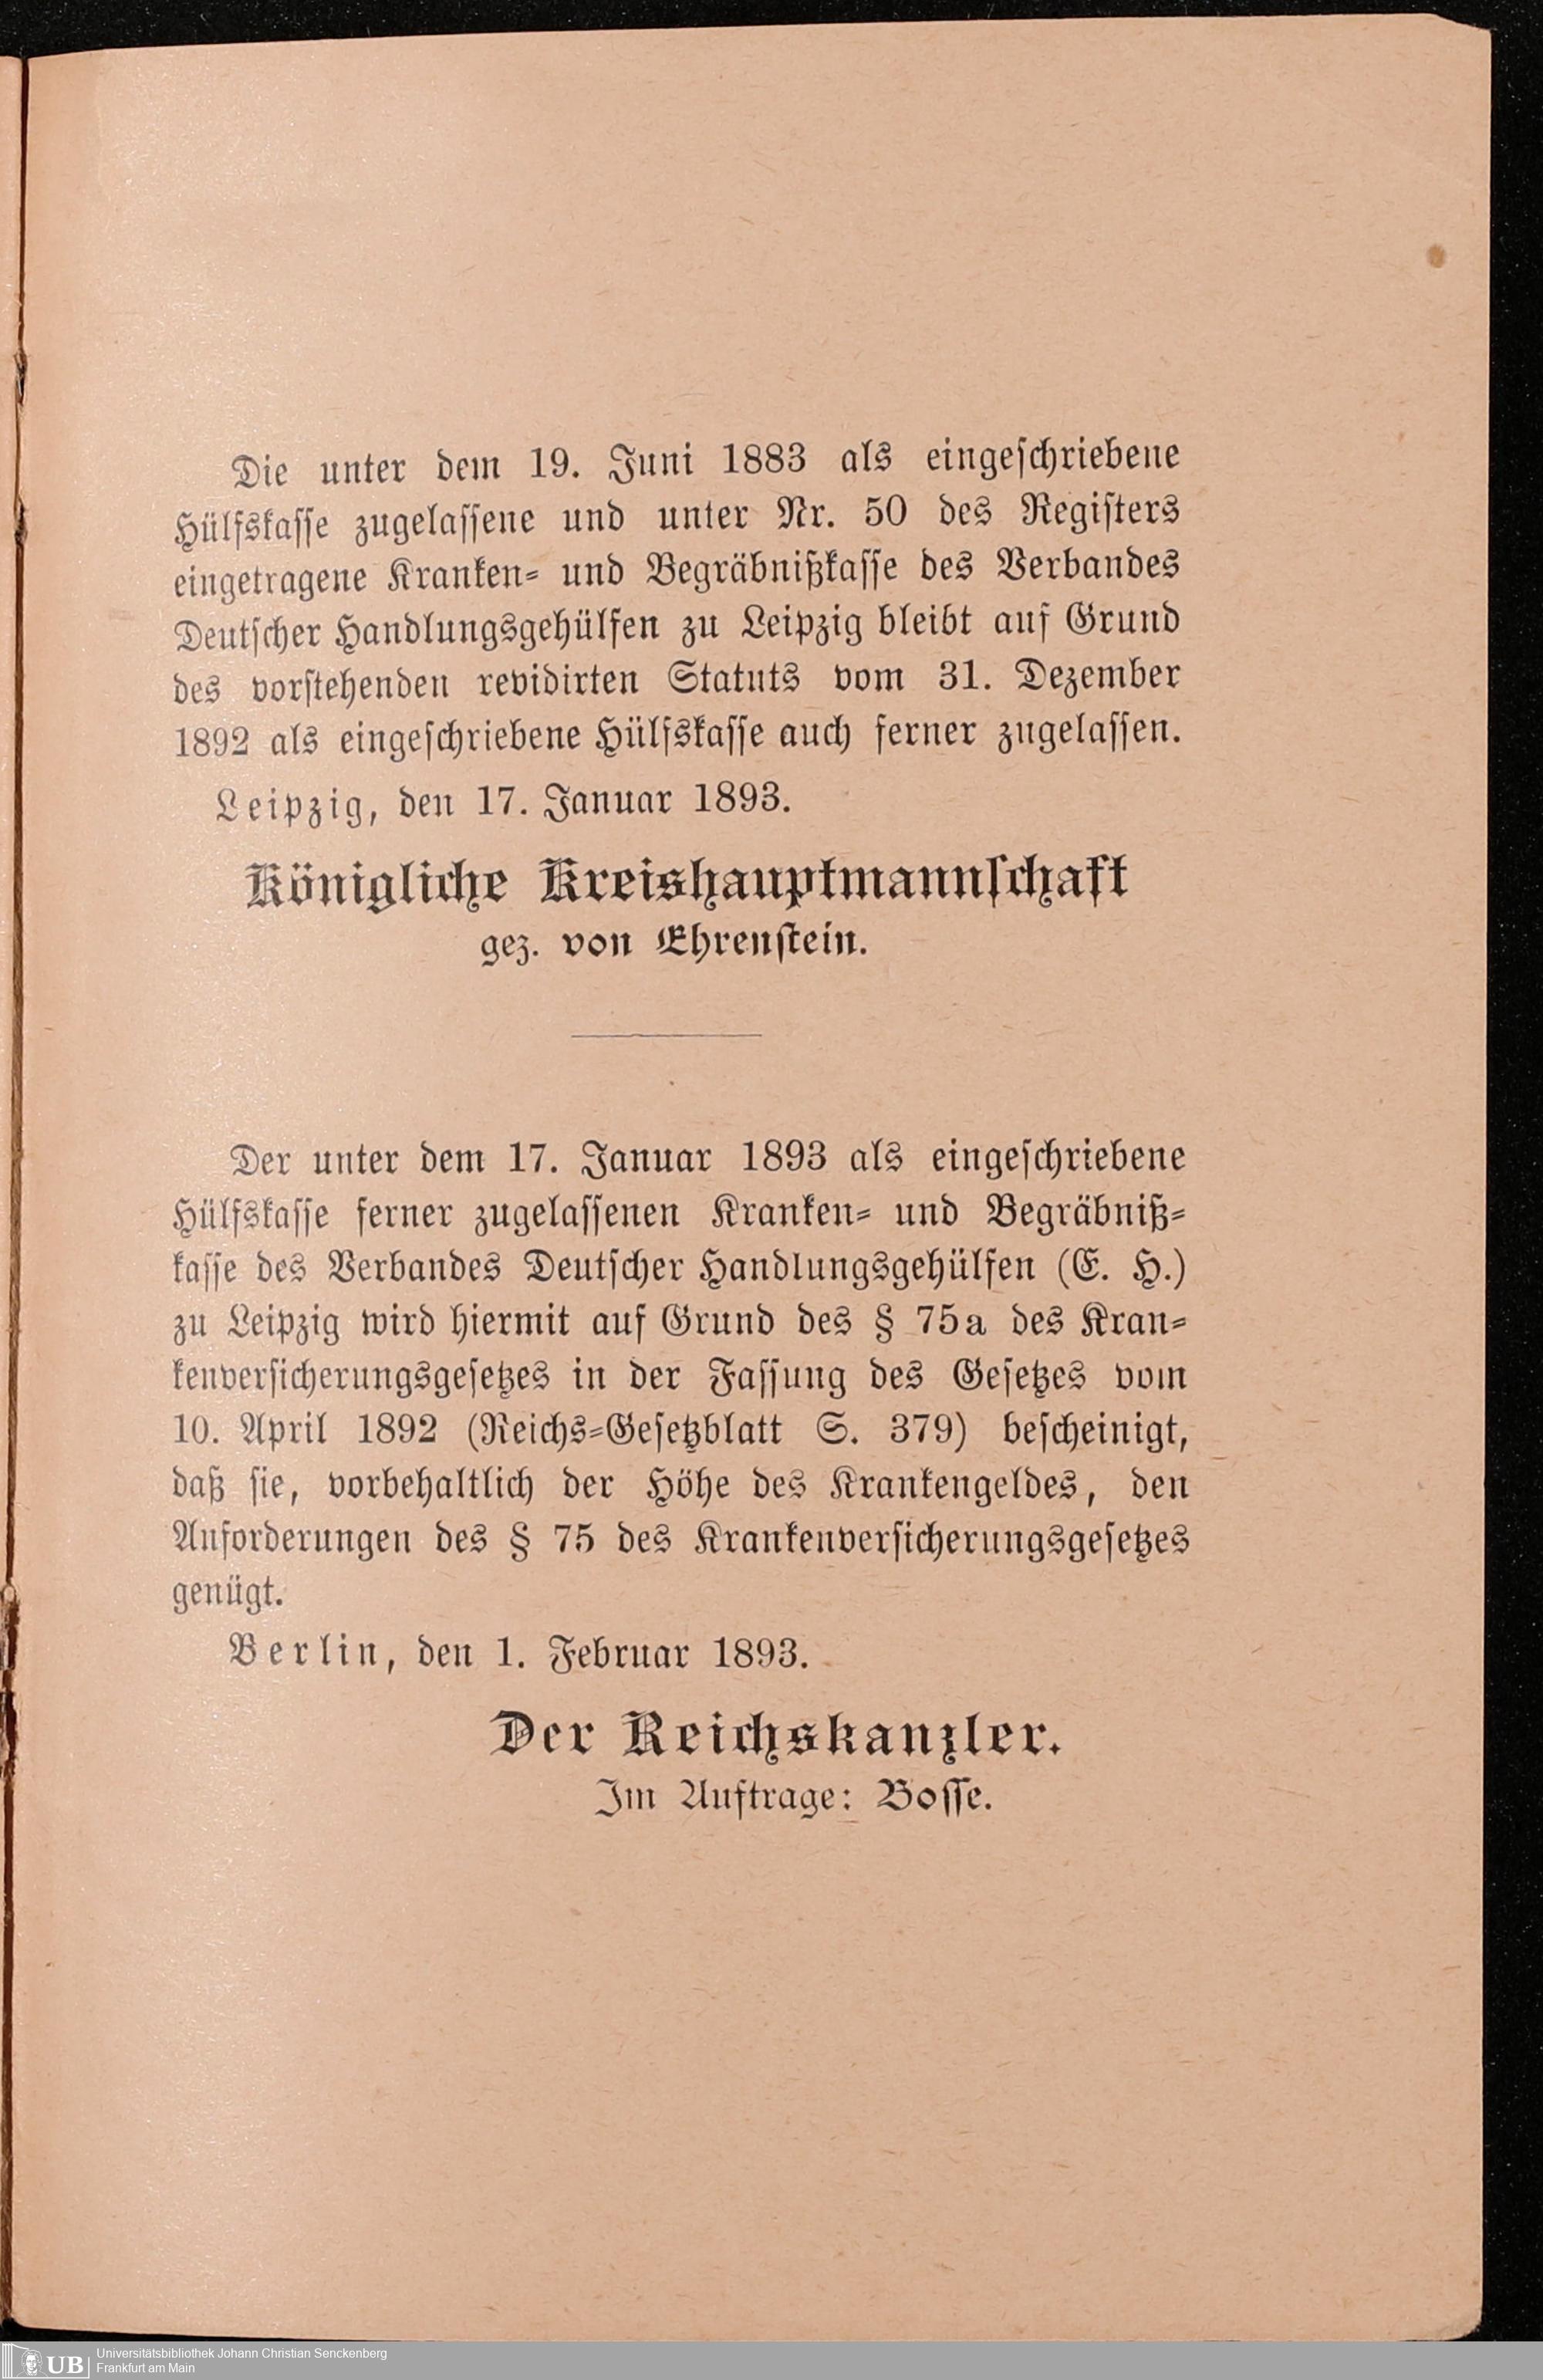 Die unter dem 19. Juni 1883 als eingeschriebene
Hülfskasse zugelassene und unter Nr. 50 des Registers
eingetragene Kranken- und Begräbnißkasse des Verbandes
Deutscher Handlungsgehülfen zu Leipzig bleibt auf Grund
des vorstehenden revidirten Statuts vom 31. Dezember
1892 als eingeschriebene Hülfskasse auch ferner zugelassen.
Leipzig, den 17. Januar 1893.
Königliche Kreishauptmannschaft
gez. von Ehrenstein.
Der unter dem 17. Januar 1893 als eingeschriebene
Hülfskasse ferner zugelassenen Kranken- und Begräbniß-
kasse des Verbandes Deutscher Handlungsgehülfen (E. H.)
zu Leipzig wird hiermit auf Grund des § 75a des Kran-
kenversicherungsgesetzes in der Fassung des Gesetzes vom
10. April 1892 (Reichs-Gesetzblatt S. 379) bescheinigt,
daß sie, vorbehaltlich der Höhe des Krankengeldes, den
Anforderungen des § 75 des Krankenversicherungsgesetzes
genügt.
Berlin, den 1. Februar 1893.
Der Reichskanzler.
Im Auftrage: Bosse.
UB Universitätsbibliothek Johann Christian Senckenberg
Frankfurt am Main